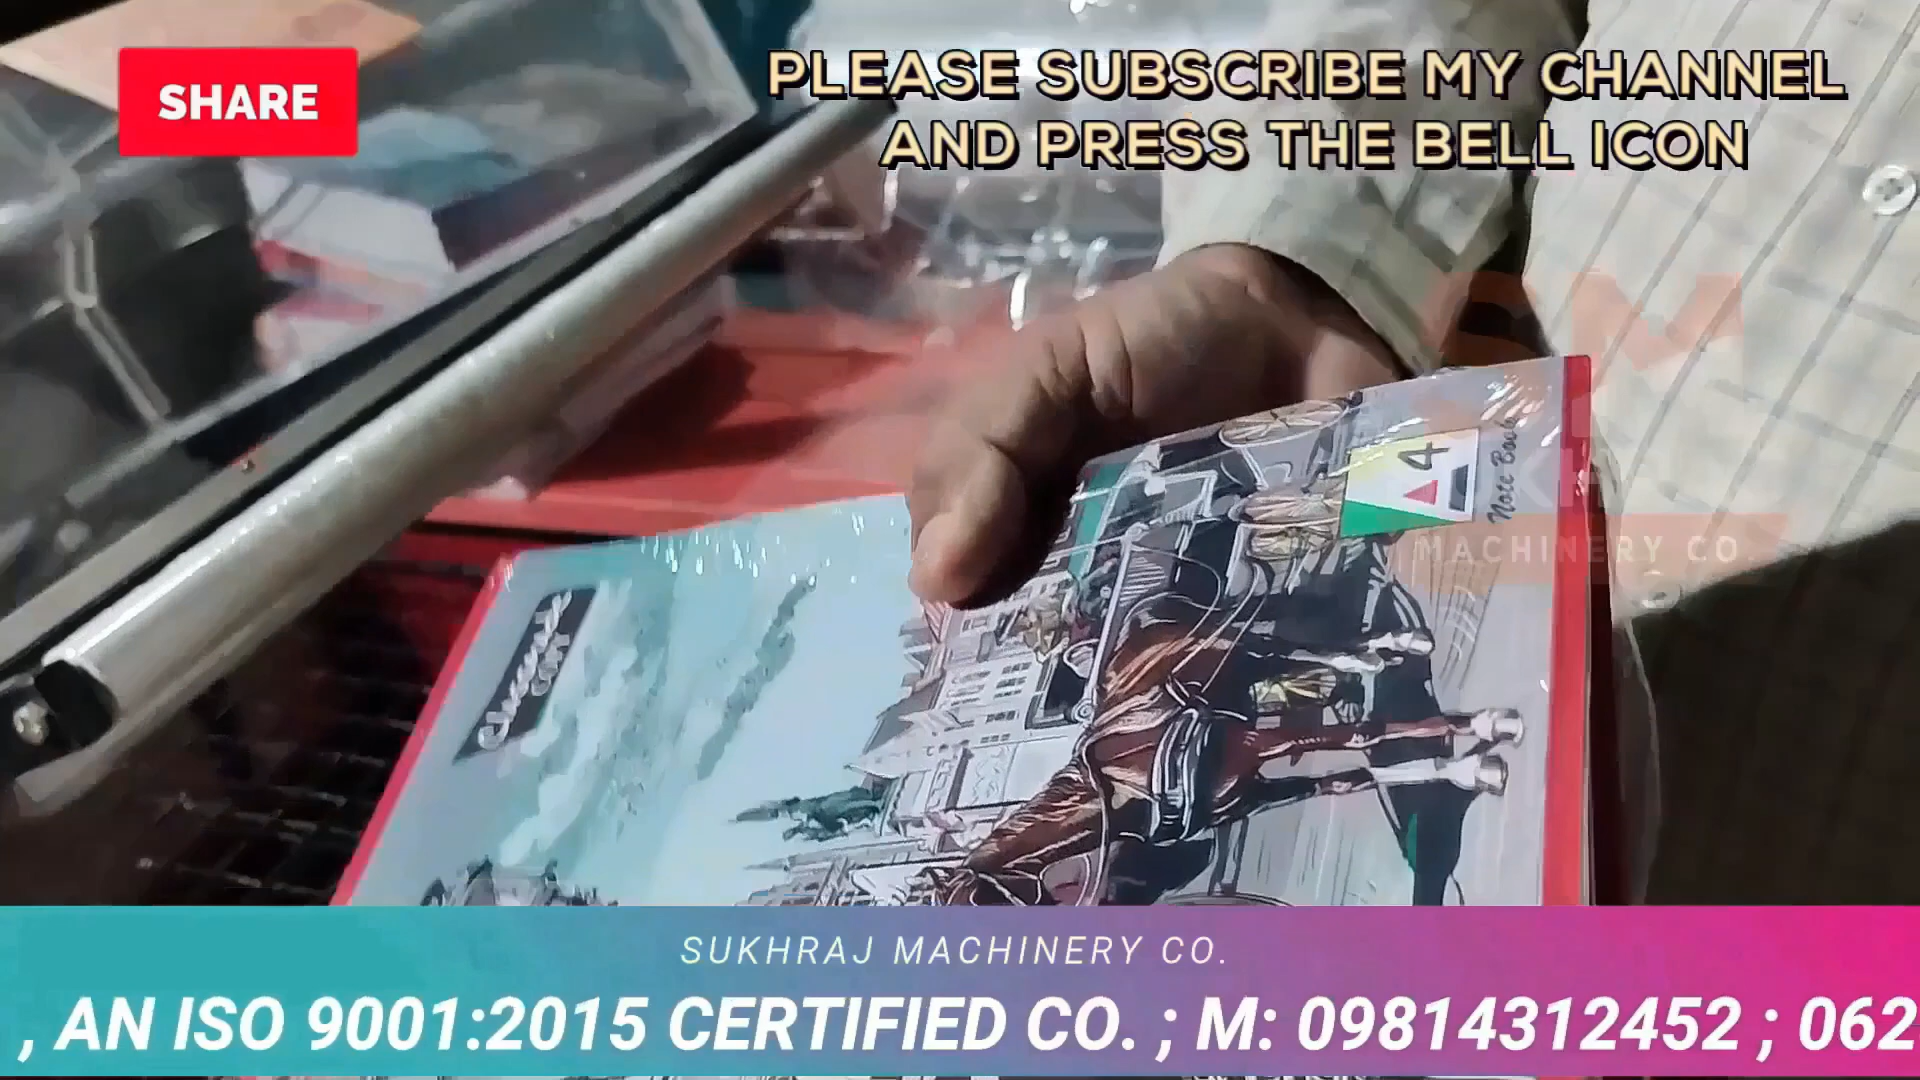 SHARE
PLEASE SUBSCRIBE MY CHANNEL
AND PRESS THE BELL ICON
SM
A4
Note Book
MACHINERY CO.
SUKHRAJ MACHINERY CO.
, AN ISO 9001:2015 CERTIFIED CO. ; M: 09814312452 ; 062